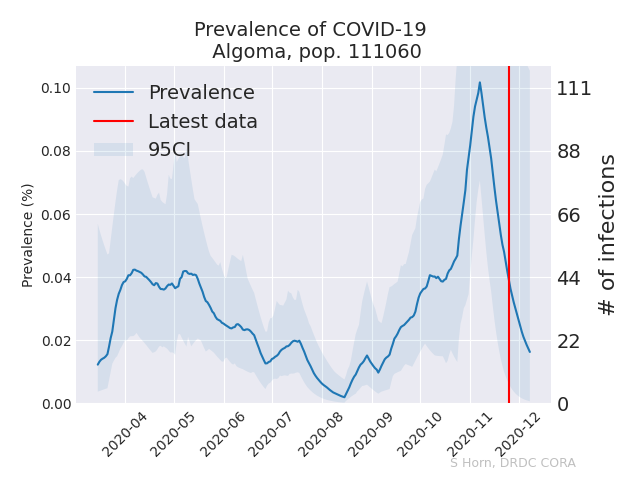 Prevalence of COVID-19
Algoma, pop. 111060
Prevalence
Latest data
95CI
Prevalence (%)
0.10
0.08
0.06
0.04
0.02
0.00
111
88
66
44
22
0
# of infections
2020-04
2020-05
2020-06
2020-07
2020-08
2020-09
2020-10
2020-11
2020-12
S Horn, DRDC CORA